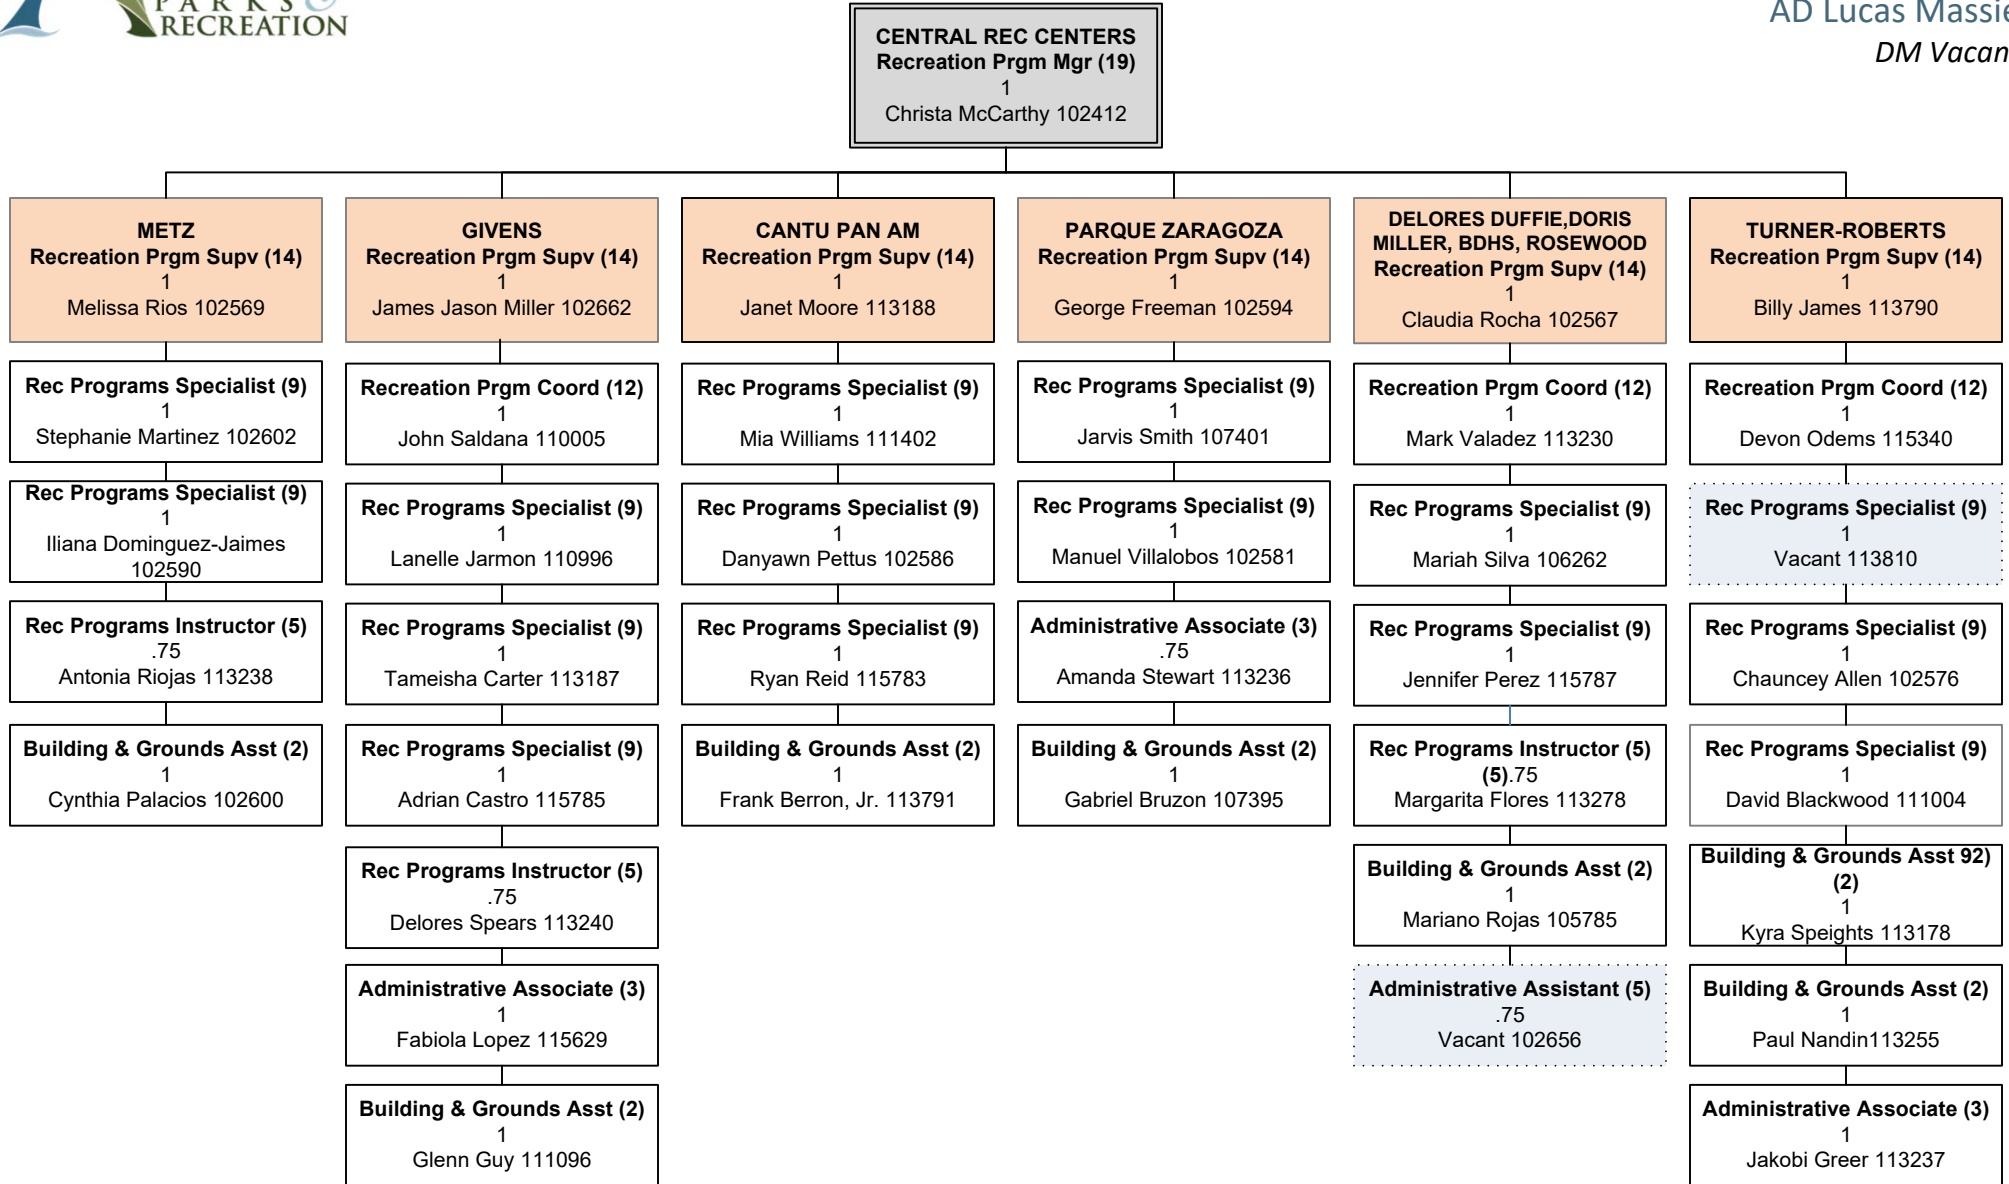 PARKS &
RECREATION
AD Lucas Massie
DM Vacan
CENTRAL REC CENTERS
Recreation Prgm Mgr (19)
1
Christa McCarthy 102412
METZ
Recreation Prgm Supv (14)
1
Melissa Rios 102569
Rec Programs Specialist (9)
1
Stephanie Martinez 102602
Rec Programs Specialist (9)
1
Iliana Dominguez-Jaimes
102590
Rec Programs Instructor (5)
.75
Antonia Riojas 113238
Building & Grounds Asst (2)
1
Cynthia Palacios 102600
GIVENS
Recreation Prgm Supv (14)
1
James Jason Miller 102662
Recreation Prgm Coord (12)
1
John Saldana 110005
Rec Programs Specialist (9)
1
Lanelle Jarmon 110996
Rec Programs Specialist (9)
1
Tameisha Carter 113187
Rec Programs Specialist (9)
1
Adrian Castro 115785
Rec Programs Instructor (5)
.75
Delores Spears 113240
Administrative Associate (3)
1
Fabiola Lopez 115629
Building & Grounds Asst (2)
1
Glenn Guy 111096
CANTU PAN AM
Recreation Prgm Supv (14)
1
Janet Moore 113188
Rec Programs Specialist (9)
1
Mia Williams 111402
Rec Programs Specialist (9)
1
Danyawn Pettus 102586
Rec Programs Specialist (9)
1
Ryan Reid 115783
Building & Grounds Asst (2)
1
Frank Berron, Jr. 113791
PARQUE ZARAGOZA
Recreation Prgm Supv (14)
1
George Freeman 102594
Rec Programs Specialist (9)
1
Jarvis Smith 107401
Rec Programs Specialist (9)
1
Manuel Villalobos 102581
Administrative Associate (3)
.75
Amanda Stewart 113236
Building & Grounds Asst (2)
1
Gabriel Bruzon 107395
DELORES DUFFIE,DORIS
MILLER, BDHS, ROSEWOOD
Recreation Prgm Supv (14)
1
Claudia Rocha 102567
Recreation Prgm Coord (12)
1
Mark Valadez 113230
Rec Programs Specialist (9)
1
Mariah Silva 106262
Rec Programs Specialist (9)
1
Jennifer Perez 115787
Rec Programs Instructor (5)
(5).75
Margarita Flores 113278
Building & Grounds Asst (2)
1
Mariano Rojas 105785
Administrative Assistant (5)
.75
Vacant 102656
TURNER-ROBERTS
Recreation Prgm Supv (14)
1
Billy James 113790
Recreation Prgm Coord (12)
1
Devon Odems 115340
Rec Programs Specialist (9)
1
Vacant 113810
Rec Programs Specialist (9)
1
Chauncey Allen 102576
Rec Programs Specialist (9)
1
David Blackwood 111004
Building & Grounds Asst 92)
(2)
1
Kyra Speights 113178
Building & Grounds Asst (2)
1
Paul Nandin113255
Administrative Associate (3)
1
Jakobi Greer 113237